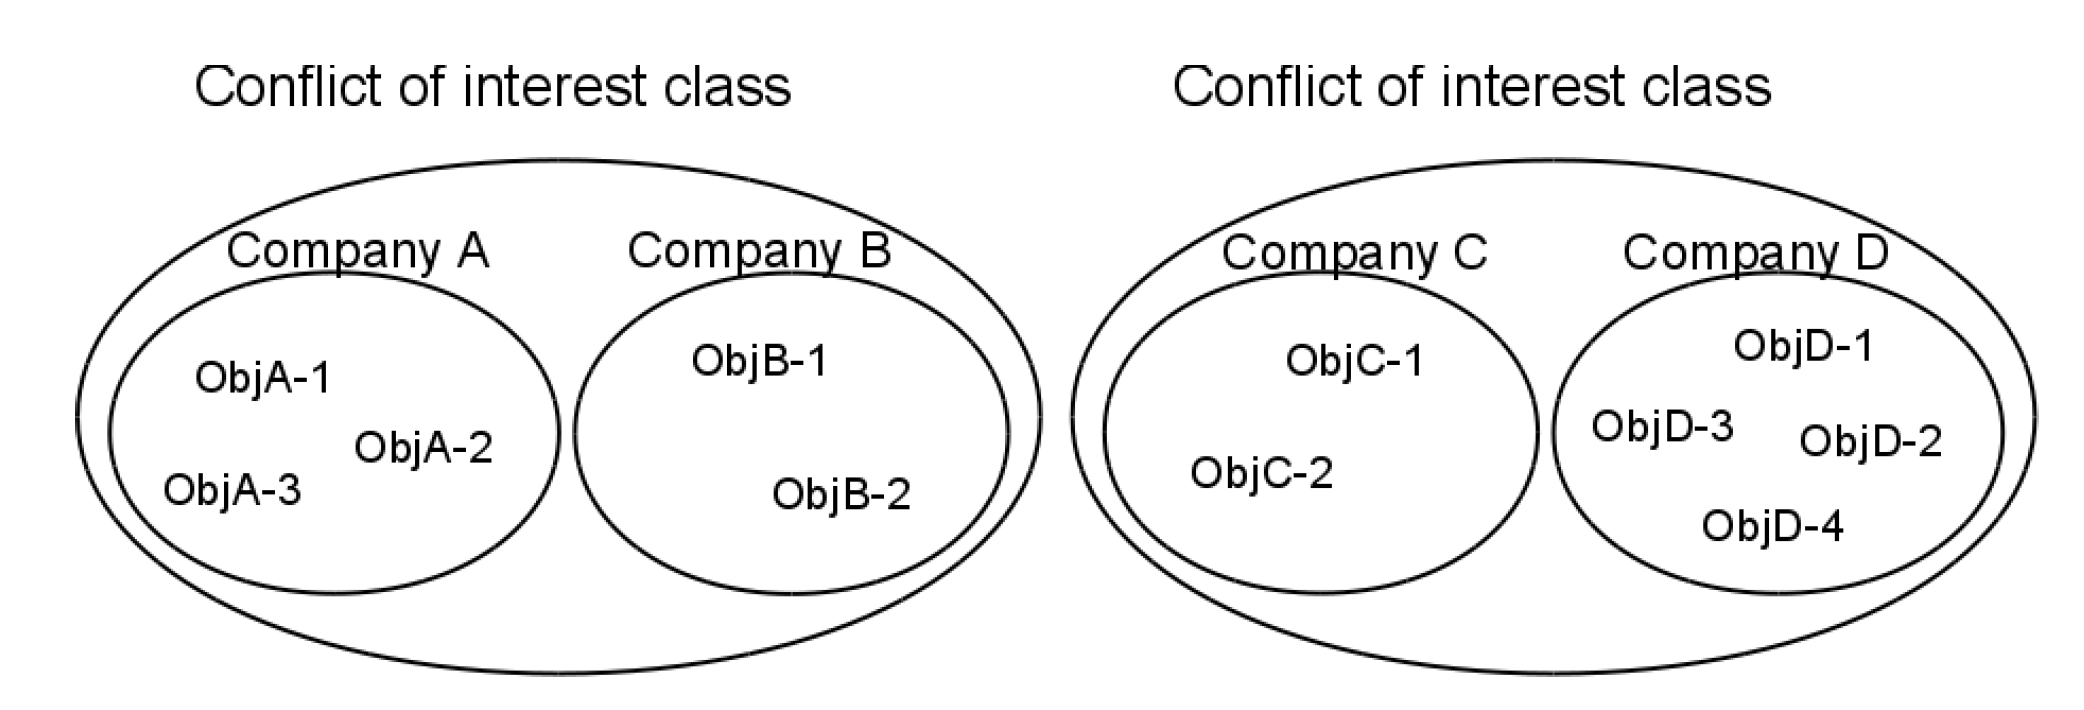 Conflict of interest class
Conflict of interest class
Company A
Company B
Company C
Company D
ObjA-1
ObjA-2
ObjA-3
ObjB-1
ObjB-2
ObjC-1
ObjC-2
ObjD-1
ObjD-3
ObjD-2
ObjD-4